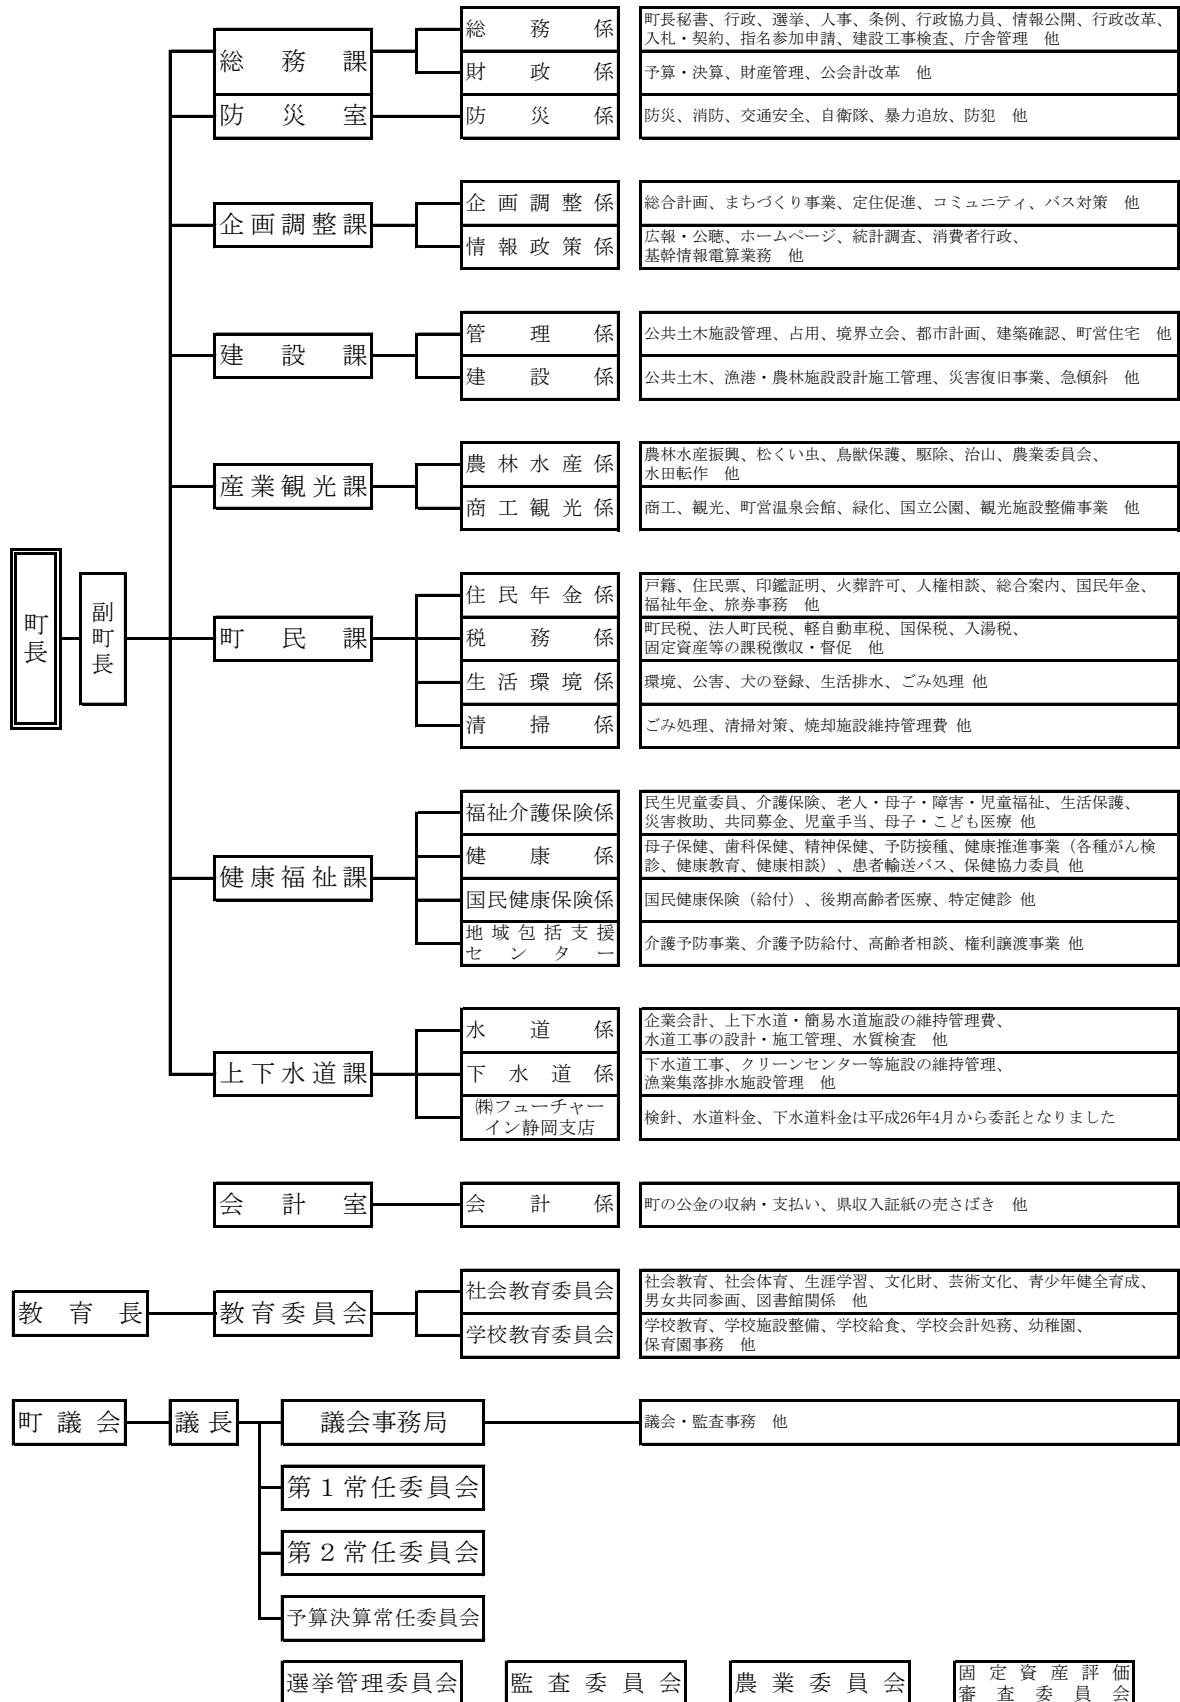 総務課
総務係
町長秘書、行政、選挙、人事、条例、行政協力員、情報公開、行政改革、
入札・契約、指名参加申請、建設工事検査、庁舎管理　他
財政係
予算・決算、財産管理、公会計改革　他
防災室
防災係
防災、消防、交通安全、自衛隊、暴力追放、防犯　他
企画調整課
企画調整係
総合計画、まちづくり事業、定住促進、コミュニティ、バス対策　他
情報政策係
広報・公聴、ホームページ、統計調査、消費者行政、
基幹情報電算業務　他
建設課
管理係
公共土木施設管理、占用、境界立会、都市計画、建築確認、町営住宅　他
建設係
公共土木、漁港・農林施設設計施工管理、災害復旧事業、急傾斜　他
産業観光課
農林水産係
農林水産振興、松くい虫、鳥獣保護、駆除、治山、農業委員会、
水田転作　他
商工観光係
商工、観光、町営温泉会館、緑化、国立公園、観光施設整備事業　他
町長
副町長
町民課
住民年金係
戸籍、住民票、印鑑証明、火葬許可、人権相談、総合案内、国民年金、
福祉年金、旅券事務　他
税務係
町民税、法人町民税、軽自動車税、国保税、入湯税、
固定資産等の課税徴収・督促　他
生活環境係
環境、公害、犬の登録、生活排水、ごみ処理 他
清掃係
ごみ処理、清掃対策、焼却施設維持管理費 他
健康福祉課
福祉介護保険係
民生児童委員、介護保険、老人・母子・障害・児童福祉、生活保護、
災害救助、共同募金、児童手当、母子・こども医療 他
健康係
母子保健、歯科保健、精神保健、予防接種、健康推進事業（各種がん検
診、健康教育、健康相談）、患者輸送バス、保健協力委員 他
国民健康保険係
国民健康保険（給付）、後期高齢者医療、特定健診 他
地域包括支援
センター
介護予防事業、介護予防給付、高齢者相談、権利譲渡事業 他
上下水道課
水道係
企業会計、上下水道・簡易水道施設の維持管理費、
水道工事の設計・施工管理、水質検査　他
下水道係
下水道工事、クリーンセンター等施設の維持管理、
漁業集落排水施設管理　他
㈱フューチャー
イン静岡支店
検針、水道料金、下水道料金は平成26年4月から委託となりました
会計室
会計係
町の公金の収納・支払い、県収入証紙の売さばき　他
教育長
教育委員会
社会教育委員会
社会教育、社会体育、生涯学習、文化財、芸術文化、青少年健全育成、
男女共同参画、図書館関係　他
学校教育委員会
学校教育、学校施設整備、学校給食、学校会計処務、幼稚園、
保育園事務　他
町議会
議長
議会事務局
議会・監査事務　他
第１常任委員会
第２常任委員会
予算決算常任委員会
選挙管理委員会
監査委員会
農業委員会
固定資産評価
審査委員会